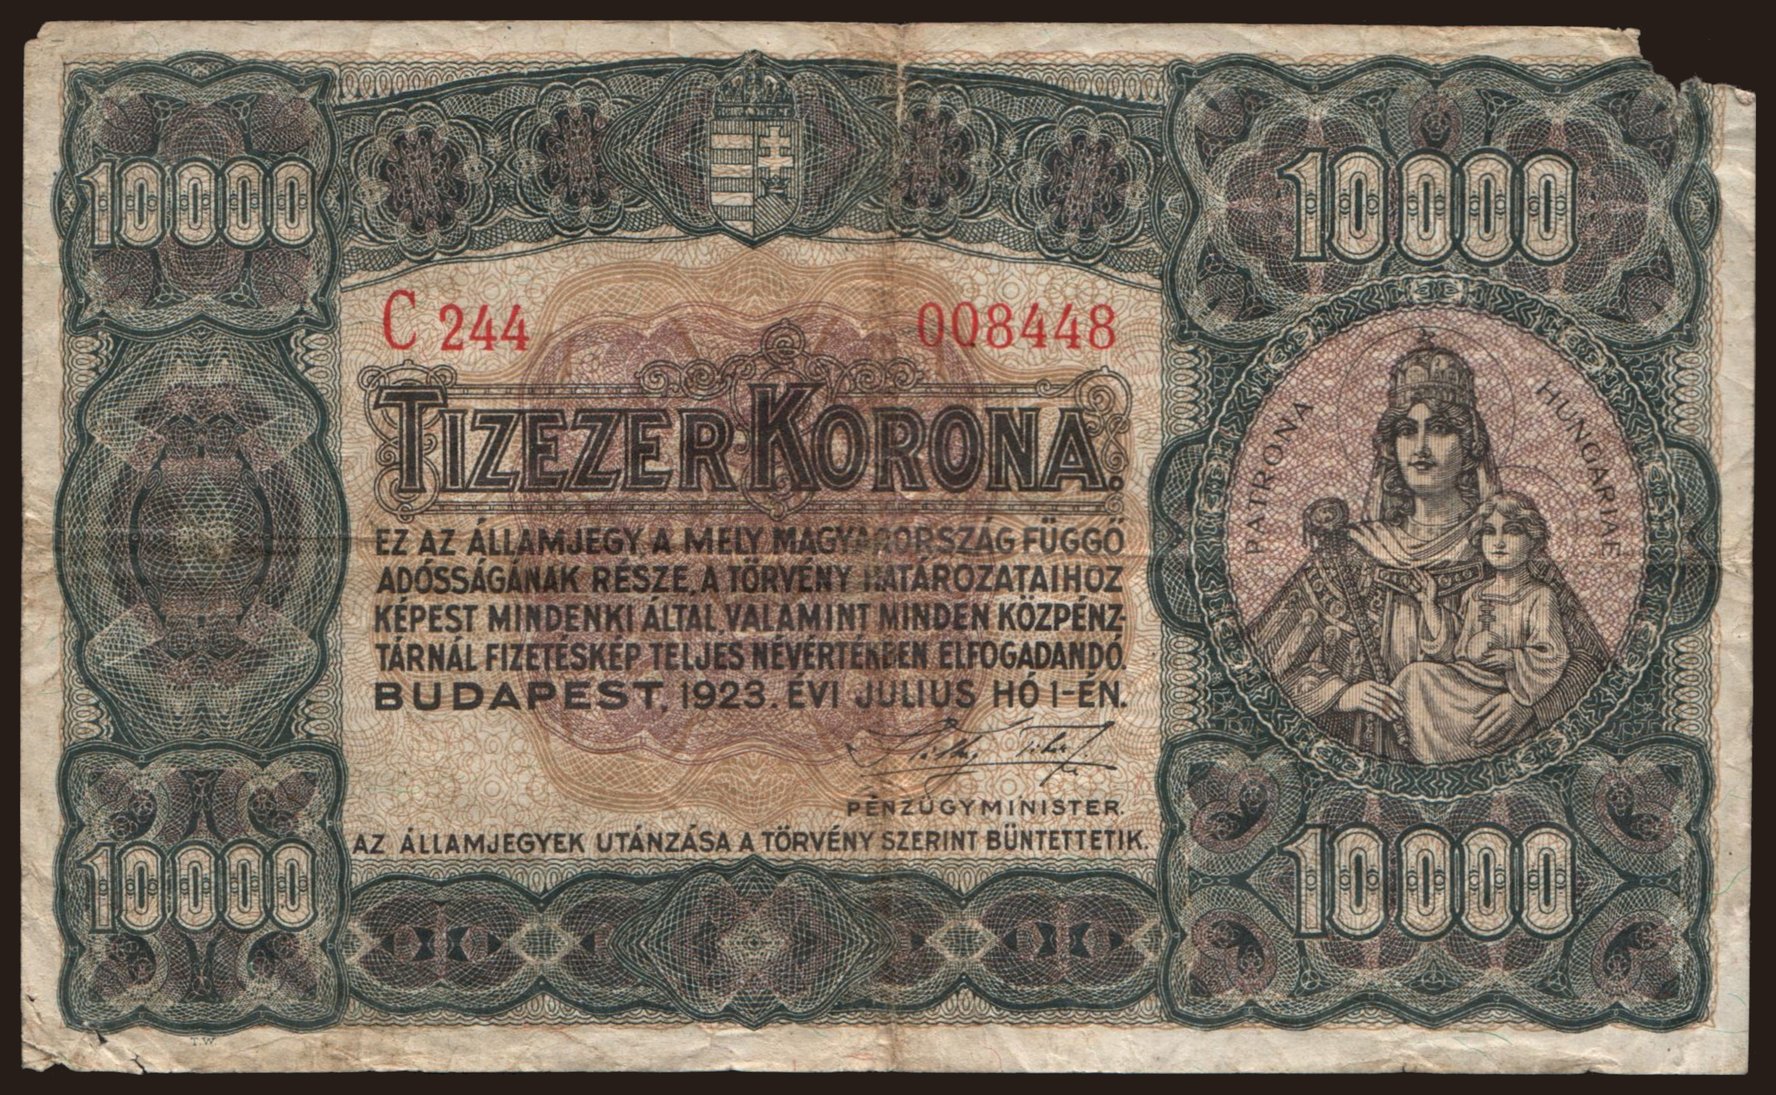 10000
10000
C 244
008448
TIZEZER KORONA.
PATRONA HUNGARIAE
EZ AZ ÁLLAMJEGY, A MELY MAGYARORSZÁG FÜGGŐ
ADÓSSÁGÁNAK RÉSZE, A TÖRVÉNY HATÁROZATAIHOZ
KÉPEST MINDENKI ÁLTAL, VALAMINT MINDEN KÖZPÉNZ-
TÁRNÁL FIZETÉSKÉP TELJES NÉVÉRTÉKBEN ELFOGADANDÓ.
BUDAPEST, 1923. ÉVI JULIUS HÓ 1-ÉN.
PÉNZÜGYMINISTER.
AZ ÁLLAMJEGYEK UTÁNZÁSA A TÖRVÉNY SZERINT BÜNTETTETIK.
10000
10000
T.W